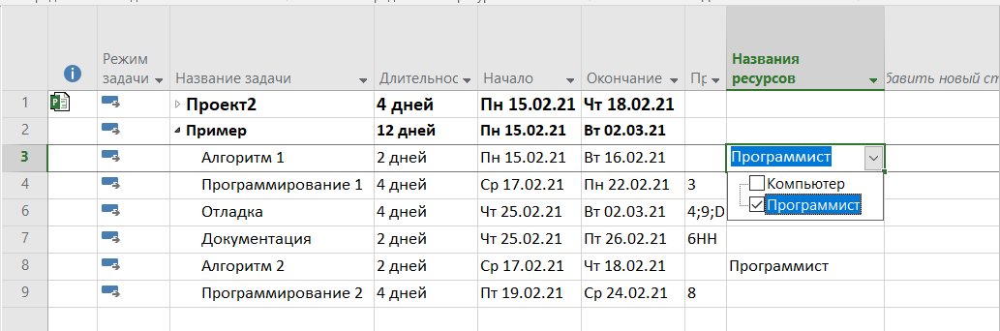 Режим задачи Название задачи Длительнос Начало Окончание Пр Названия ресурсов бавить новый ст
1 Проект2 4 дней Пн 15.02.21 Чт 18.02.21
2 Пример 12 дней Пн 15.02.21 Вт 02.03.21
3 Алгоритм 1 2 дней Пн 15.02.21 Вт 16.02.21 Программист
Компьютер
Программист
4 Программирование 1 4 дней Ср 17.02.21 Пн 22.02.21 3
6 Отладка 4 дней Чт 25.02.21 Вт 02.03.21 4;9;D
7 Документация 2 дней Чт 25.02.21 Пт 26.02.21 6НН
8 Алгоритм 2 2 дней Ср 17.02.21 Чт 18.02.21 Программист
9 Программирование 2 4 дней Пт 19.02.21 Ср 24.02.21 8